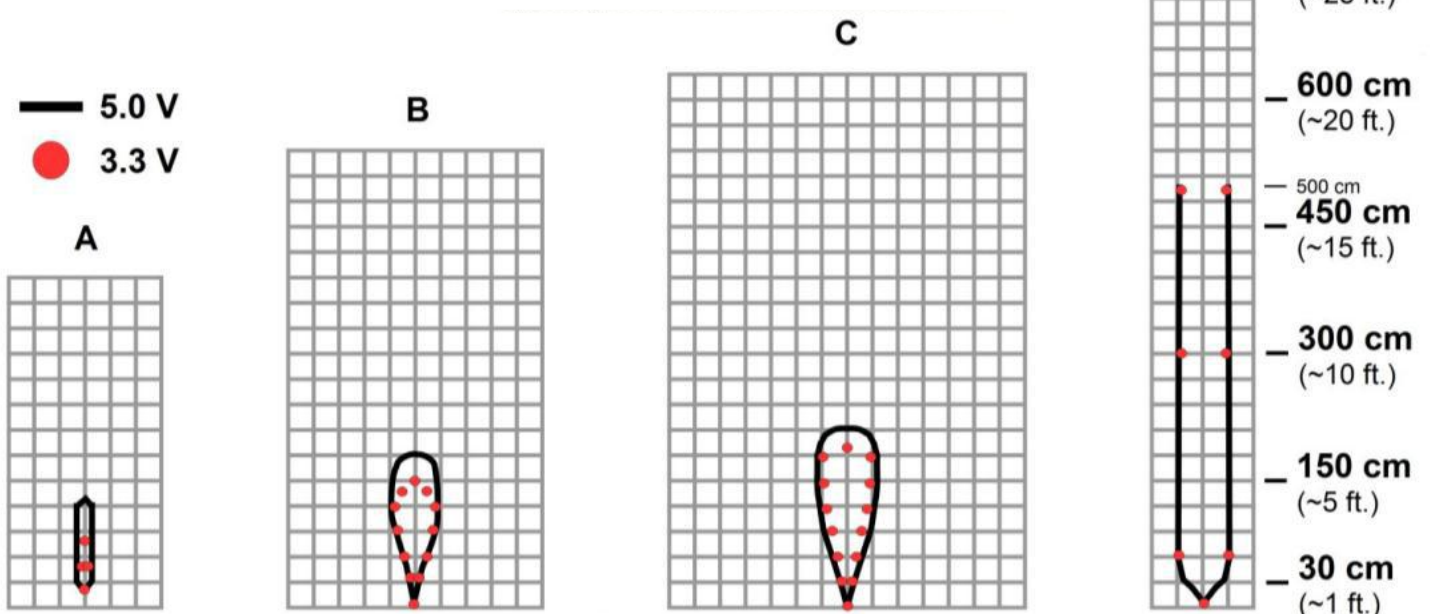 C
600 cm
(~20 ft.)
5.0 V
B
3.3 V
500 cm
450 cm
(~15 ft.)
A
300 cm
(~10 ft.)
150 cm
(~5 ft.)
30 cm
(~1 ft.)